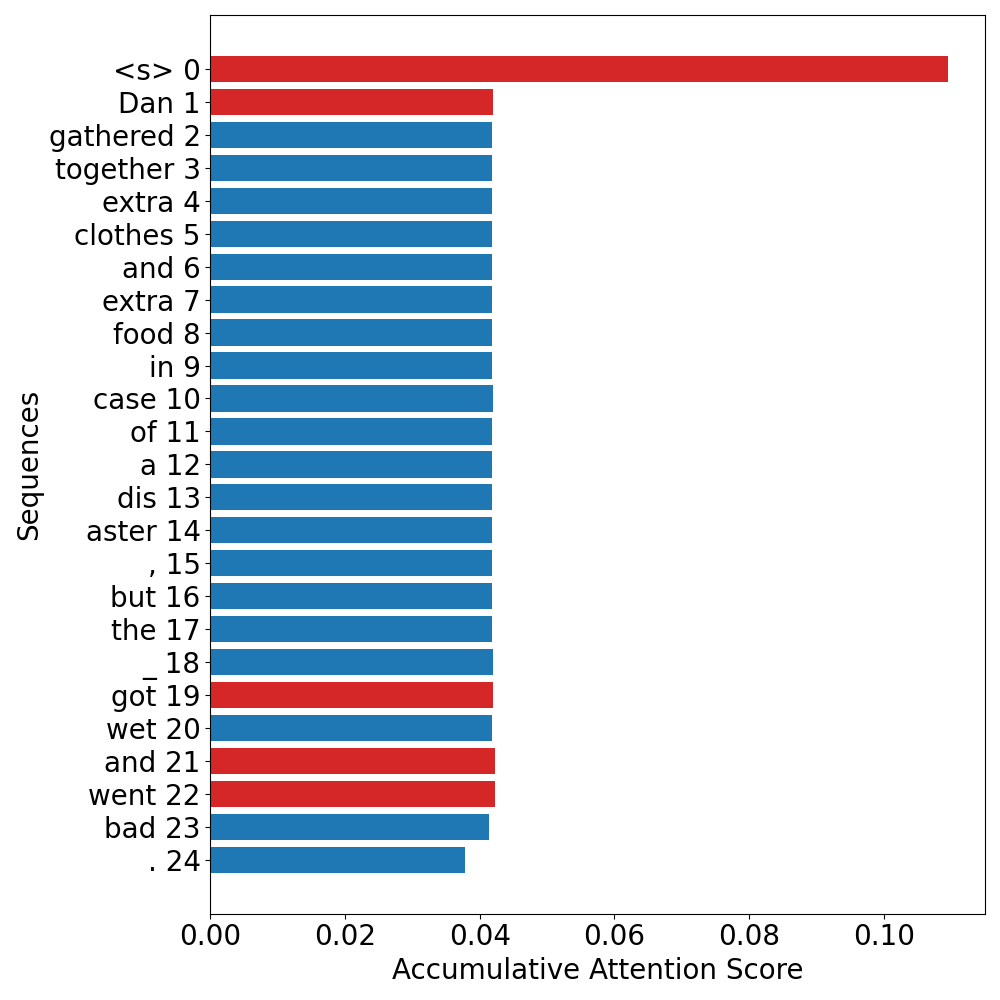 <s> 0
Dan 1
gathered 2
together 3
extra 4
clothes 5
and 6
extra 7
food 8
in 9
case 10
of 11
a 12
dis 13
aster 14
, 15
but 16
the 17
_ 18
got 19
wet 20
and 21
went 22
bad 23
. 24
Sequences
0.00 0.02 0.04 0.06 0.08 0.10
Accumulative Attention Score